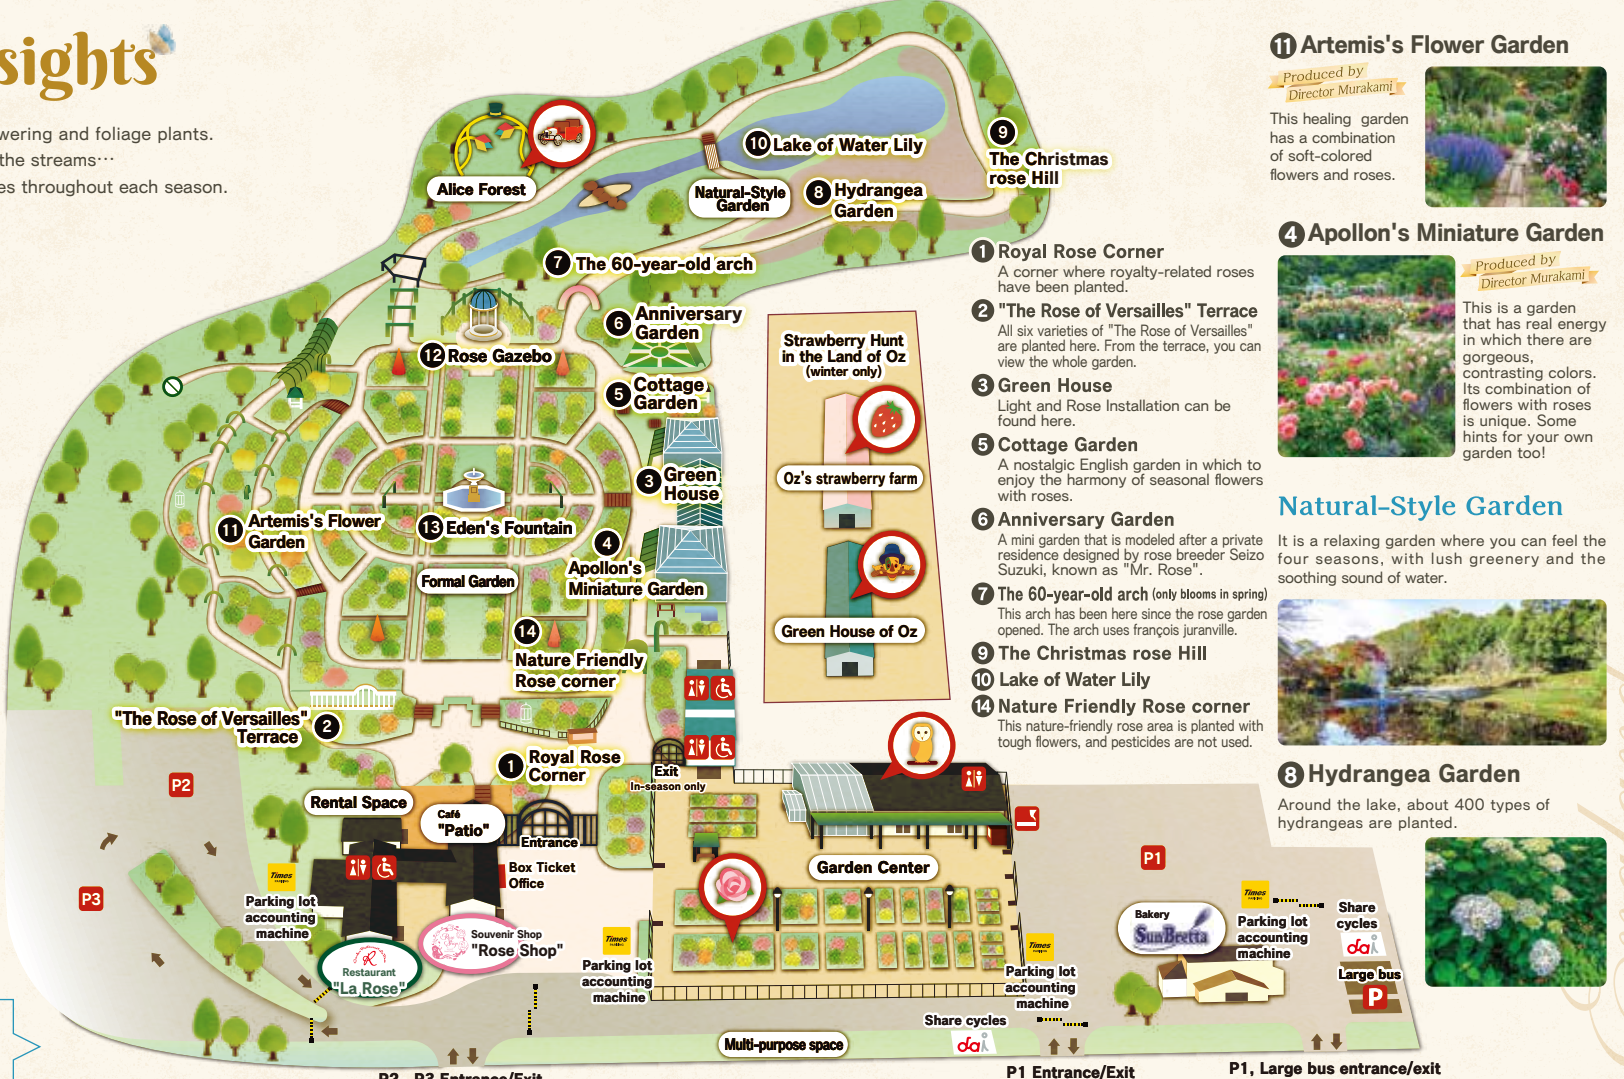 sights
wering and foliage plants.
the streams…
es throughout each season.
Alice Forest
10 Lake of Water Lily
9
The Christmas
rose Hill
Natural-Style
Garden
8 Hydrangea
Garden
7 The 60-year-old arch
6 Anniversary
Garden
12 Rose Gazebo
5 Cottage
Garden
3 Green
House
11 Artemis's Flower
Garden
13 Eden's Fountain
4
Apollon's
Miniature Garden
Formal Garden
14
Nature Friendly
Rose corner
"The Rose of Versailles"
Terrace
2
1 Royal Rose
Corner
Exit
In-season only
Strawberry Hunt
in the Land of Oz
(winter only)
Oz's strawberry farm
Green House of Oz
P2
P3
Rental Space
Café
"Patio"
Entrance
Box Ticket
Office
Times
Parking lot
accounting
machine
Restaurant
"La Rose"
Souvenir Shop
"Rose Shop"
Times
Parking lot
accounting
machine
Garden Center
Times
Parking lot
accounting
machine
P1
Bakery
SunBretta
Times
Parking lot
accounting
machine
Share
cycles
dai
Large bus
P
Share cycles
dai
Multi-purpose space
P2 P3 Entrance/Exit
P1 Entrance/Exit
P1, Large bus entrance/exit
1 Royal Rose Corner
A corner where royalty-related roses
have been planted.
2 "The Rose of Versailles" Terrace
All six varieties of "The Rose of Versailles"
are planted here. From the terrace, you can
view the whole garden.
3 Green House
Light and Rose Installation can be
found here.
5 Cottage Garden
A nostalgic English garden in which to
enjoy the harmony of seasonal flowers
with roses.
6 Anniversary Garden
A mini garden that is modeled after a private
residence designed by rose breeder Seizo
Suzuki, known as "Mr. Rose".
7 The 60-year-old arch (only blooms in spring)
This arch has been here since the rose garden
opened. The arch uses françois juranville.
9 The Christmas rose Hill
10 Lake of Water Lily
14 Nature Friendly Rose corner
This nature-friendly rose area is planted with
tough flowers, and pesticides are not used.
11 Artemis's Flower Garden
Produced by
Director Murakami
This healing garden
has a combination
of soft-colored
flowers and roses.
4 Apollon's Miniature Garden
Produced by
Director Murakami
This is a garden
that has real energy
in which there are
gorgeous,
contrasting colors.
Its combination of
flowers with roses
is unique. Some
hints for your own
garden too!
Natural-Style Garden
It is a relaxing garden where you can feel the
four seasons, with lush greenery and the
soothing sound of water.
8 Hydrangea Garden
Around the lake, about 400 types of
hydrangeas are planted.